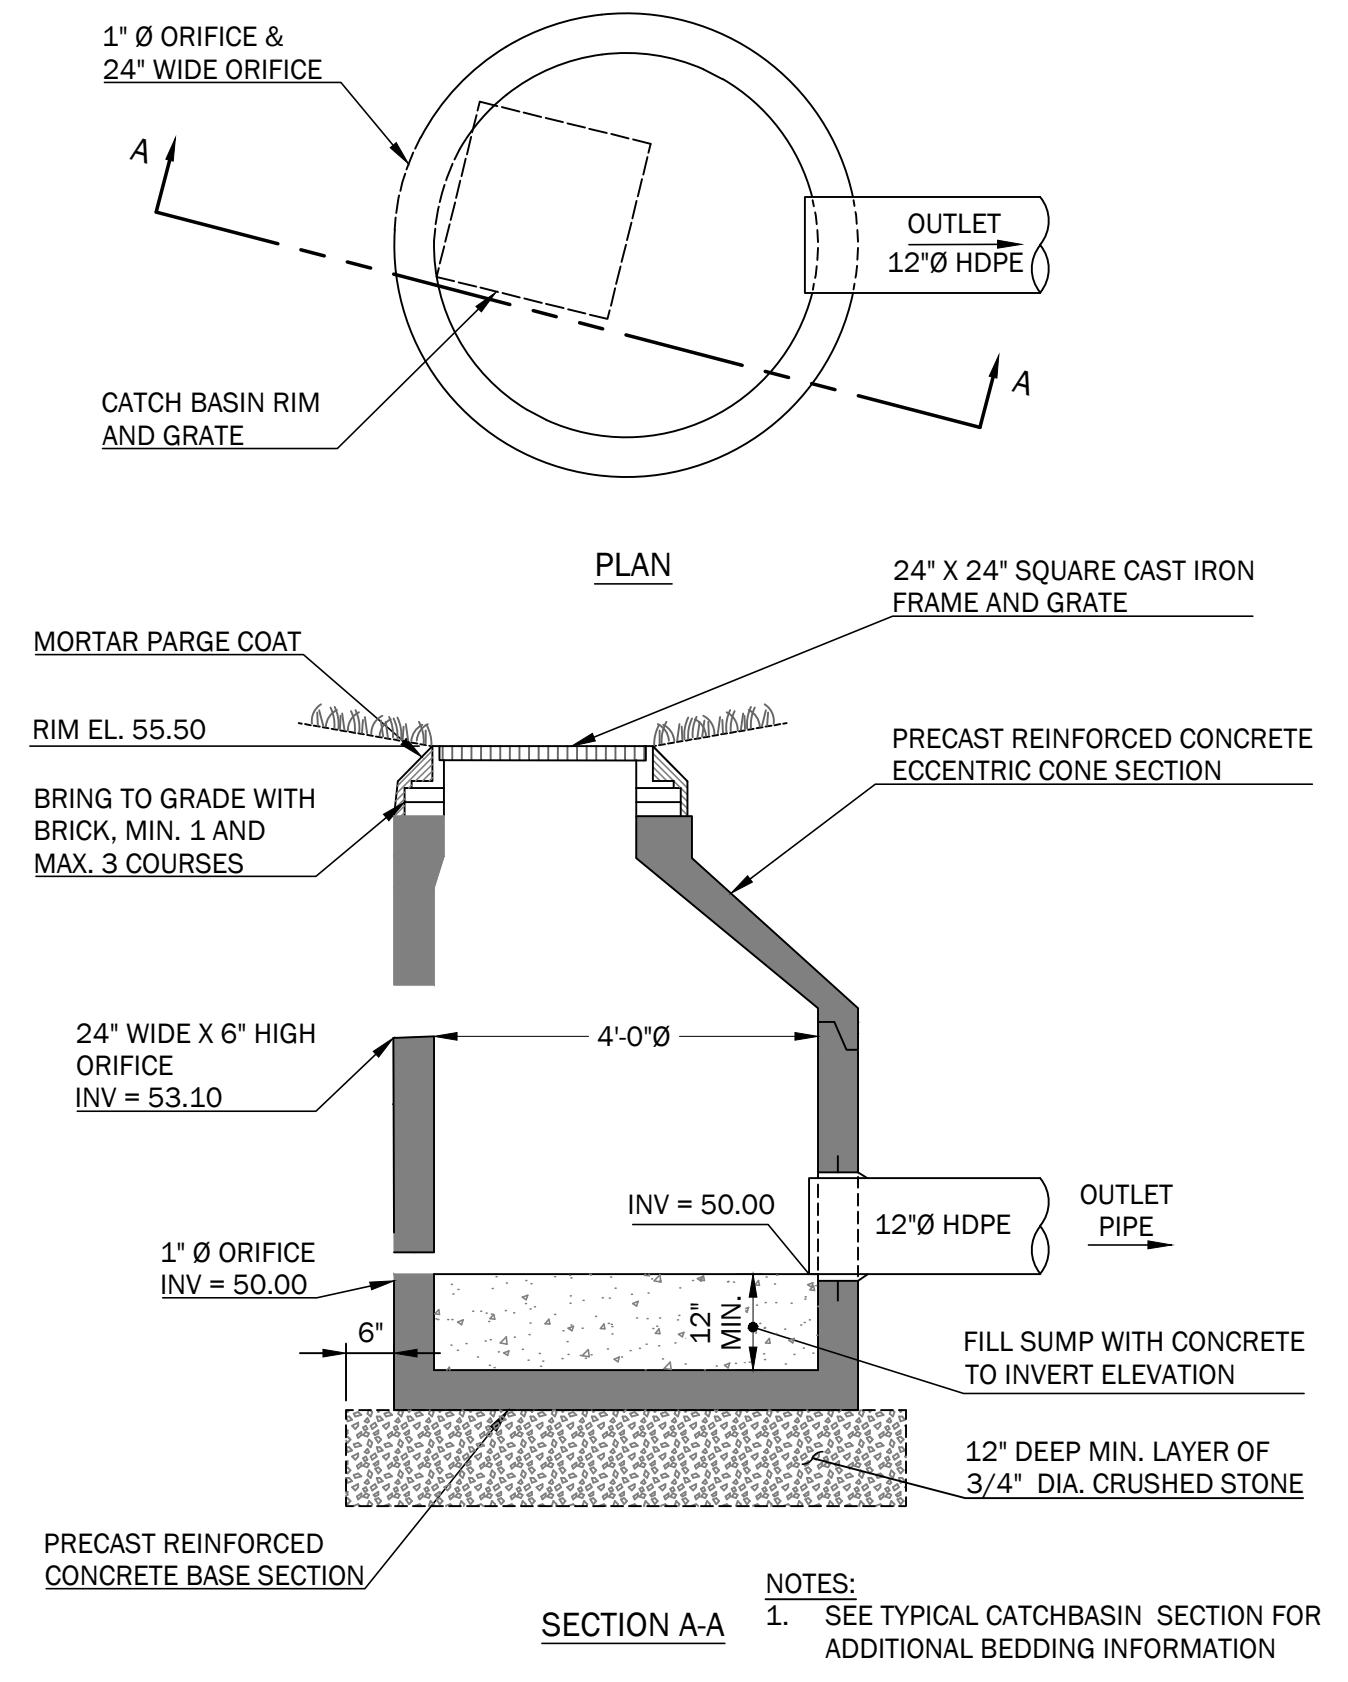 1" Ø ORIFICE &
24" WIDE ORIFICE
A
OUTLET
12"Ø HDPE
A
CATCH BASIN RIM
AND GRATE
PLAN
24" X 24" SQUARE CAST IRON
FRAME AND GRATE
MORTAR PARGE COAT
RIM EL. 55.50
PRECAST REINFORCED CONCRETE
ECCENTRIC CONE SECTION
BRING TO GRADE WITH
BRICK, MIN. 1 AND
MAX. 3 COURSES
24" WIDE X 6" HIGH
ORIFICE
INV = 53.10
4'-0"Ø
INV = 50.00
12"Ø HDPE
OUTLET
PIPE
1" Ø ORIFICE
INV = 50.00
6"
12"
MIN.
FILL SUMP WITH CONCRETE
TO INVERT ELEVATION
12" DEEP MIN. LAYER OF
3/4"  DIA. CRUSHED STONE
PRECAST REINFORCED
CONCRETE BASE SECTION
SECTION A-A
NOTES:
1. SEE TYPICAL CATCHBASIN  SECTION FOR
ADDITIONAL BEDDING INFORMATION